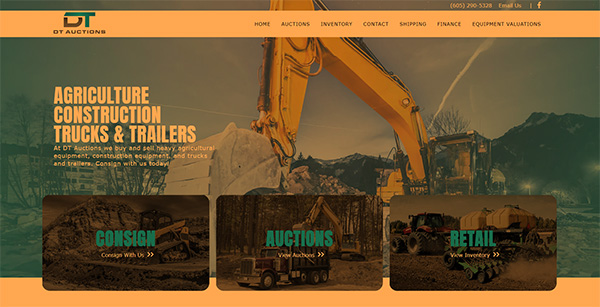 (605) 290-3328 Email Us | f
DT
DT AUCTIONS
HOME AUCTIONS INVENTORY CONTACT SHIPPING FINANCE EQUIPMENT VALUATIONS
AGRICULTURE
CONSTRUCTION
TRUCKS & TRAILERS
At DT Auctions we buy and sell heavy agricultural
equipment, construction equipment, and trucks
and trailers. Consign with us today!
CONSIGN
Consign With Us »
AUCTIONS
View Auctions »
RETAIL
View Inventory »